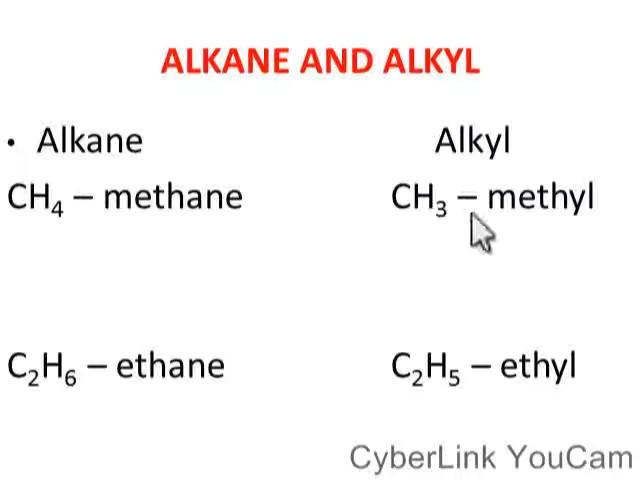 ALKANE AND ALKYL
• Alkane Alkyl
CH₄ – methane CH₃ – methyl
C₂H₆ – ethane C₂H₅ – ethyl
CyberLink YouCam